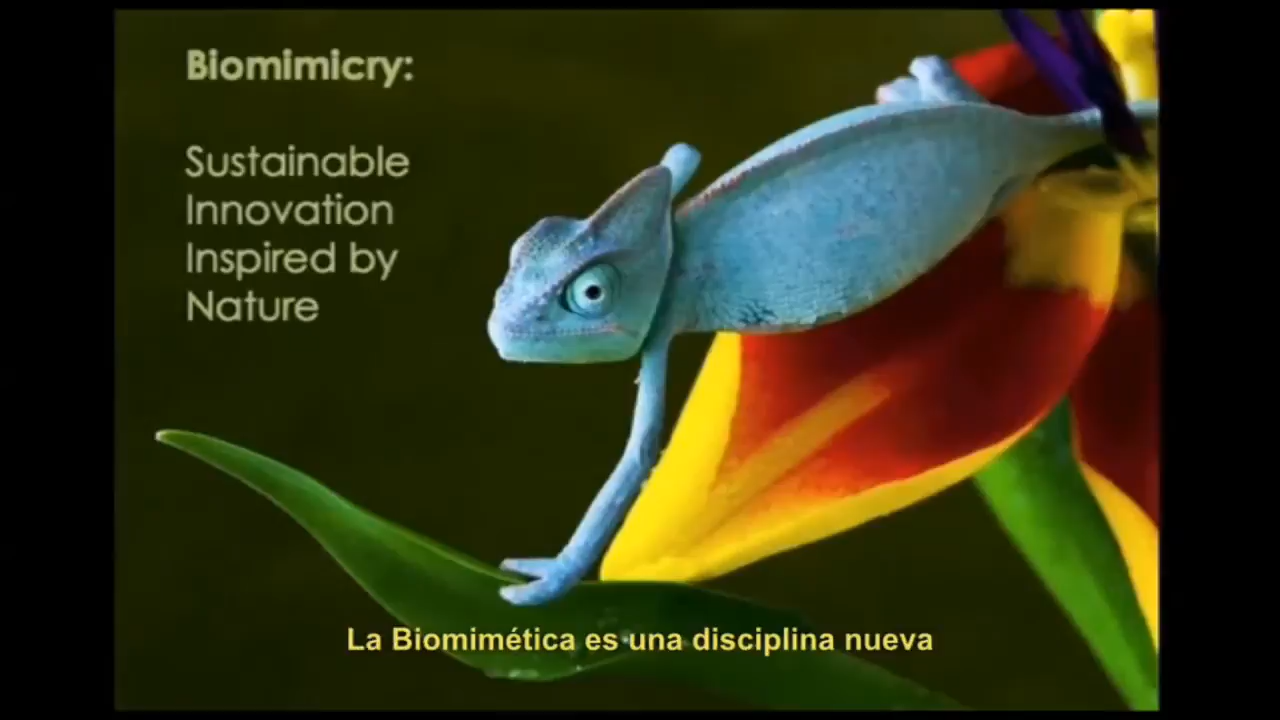 Biomimicry:
Sustainable
Innovation
Inspired by
Nature
La Biomimética es una disciplina nueva